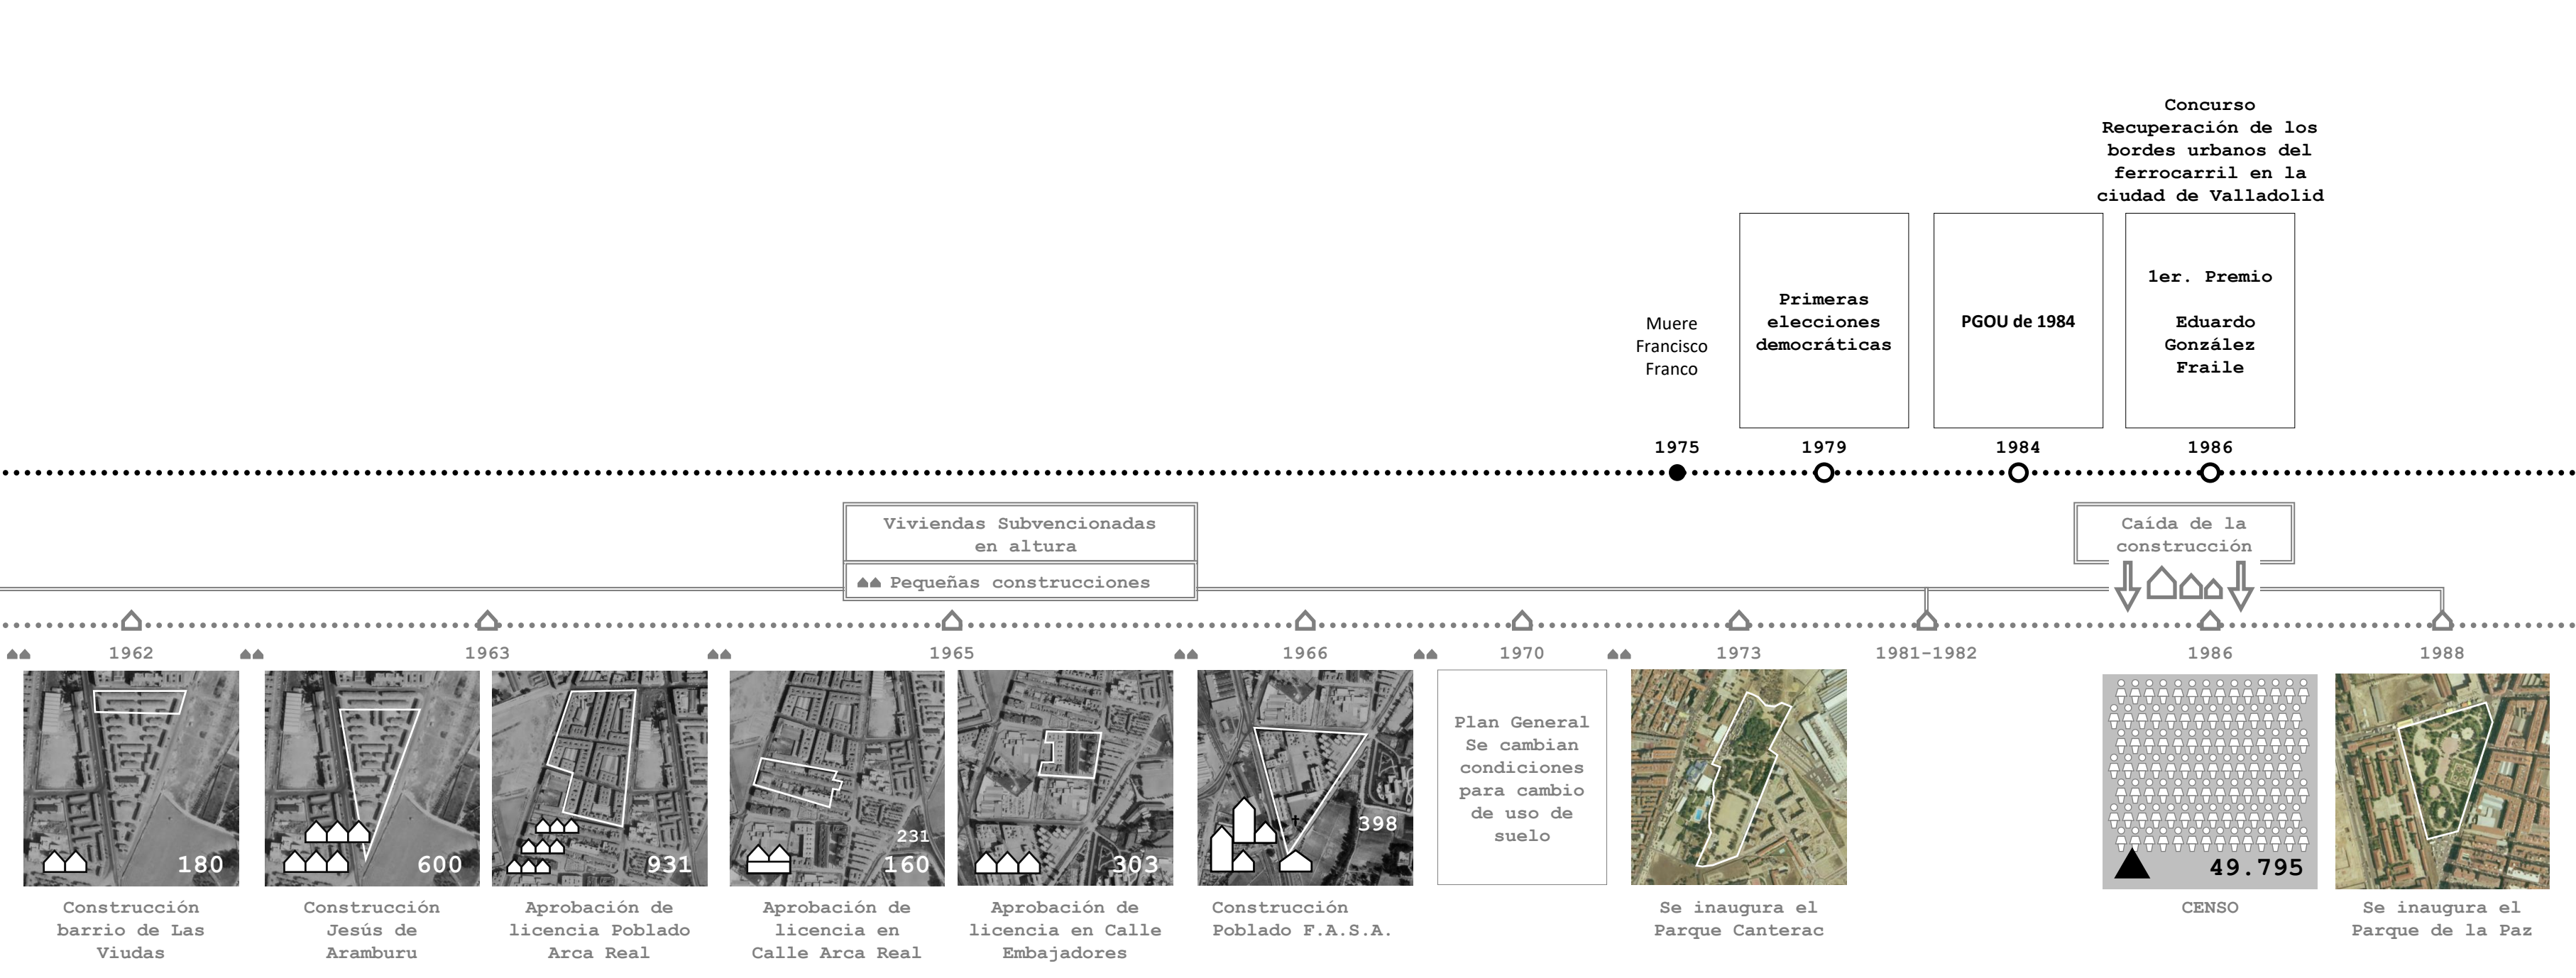 Concurso
Recuperación de los
bordes urbanos del
ferrocarril en la
ciudad de Valladolid
Muere
Francisco
Franco
Primeras
elecciones
democráticas
PGOU de 1984
1er. Premio
Eduardo
González
Fraile
1975
1979
1984
1986
Viviendas Subvencionadas
en altura
Pequeñas construcciones
Caída de la
construcción
1962
1963
1965
1966
1970
1973
1981-1982
1986
1988
180
600
931
231
160
303
398
Plan General
Se cambian
condiciones
para cambio
de uso de
suelo
49.795
Construcción
barrio de Las
Viudas
Construcción
Jesús de
Aramburu
Aprobación de
licencia Poblado
Arca Real
Aprobación de
licencia en
Calle Arca Real
Aprobación de
licencia en Calle
Embajadores
Construcción
Poblado F.A.S.A.
Se inaugura el
Parque Canterac
CENSO
Se inaugura el
Parque de la Paz